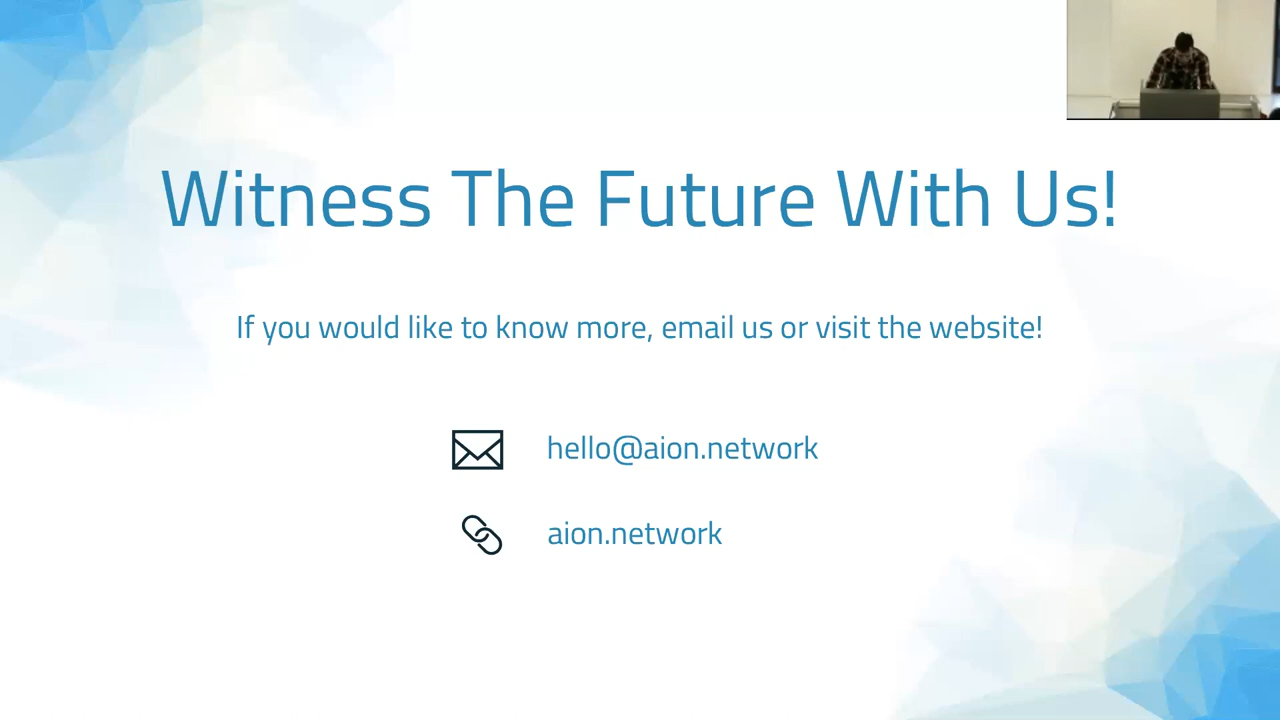 Witness The Future With Us!
If you would like to know more, email us or visit the website!
hello@aion.network
aion.network